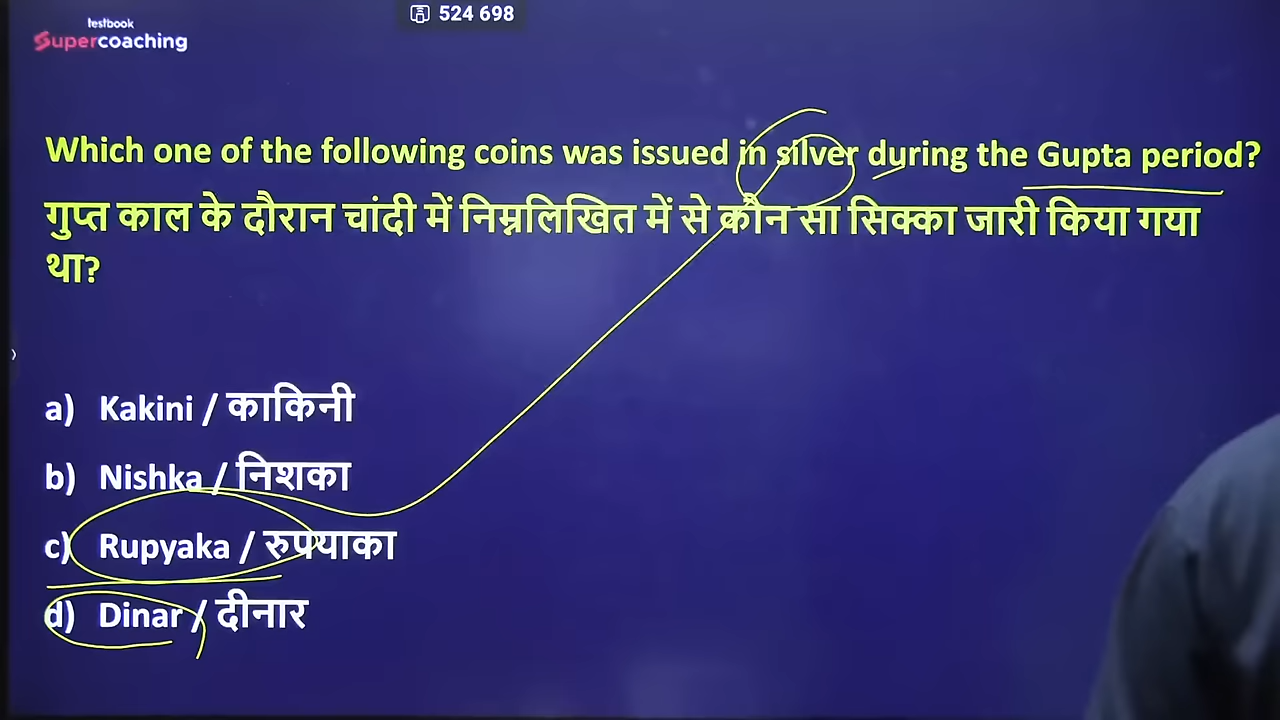 524 698
testbook
Supercoaching
Which one of the following coins was issued in silver during the Gupta period?
गुप्त काल के दौरान चांदी में निम्नलिखित में से कौन सा सिक्का जारी किया गया
था?
a) Kakini / काकिनी
b) Nishka / निशका
c) Rupyaka / रुपयाका
d) Dinar / दीनार